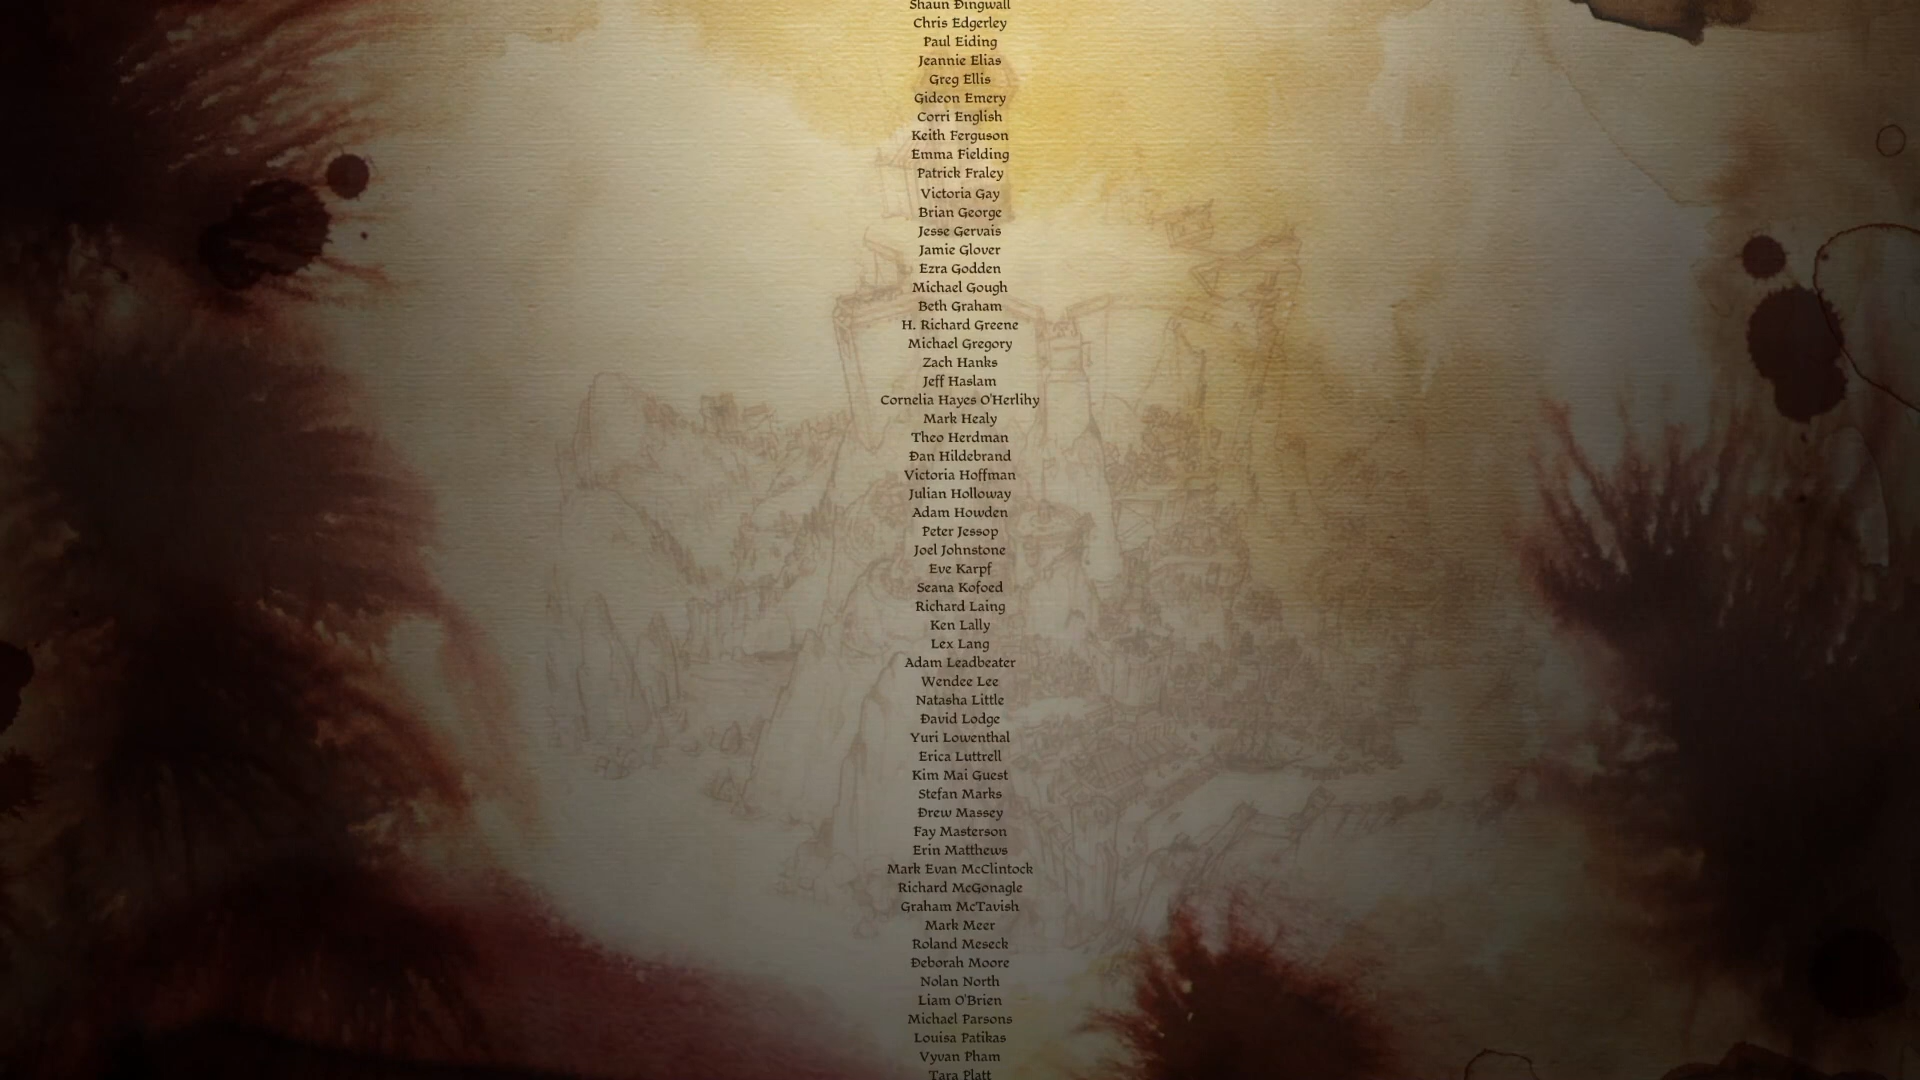 Shaun Dingwall
Chris Edgerley
Paul Eiding
Jeannie Elias
Greg Ellis
Gideon Emery
Corri English
Keith Ferguson
Emma Fielding
Patrick Fraley
Victoria Gay
Brian George
Jesse Gervais
Jamie Glover
Ezra Godden
Michael Gough
Beth Graham
H. Richard Greene
Michael Gregory
Zach Hanks
Jeff Haslam
Cornelia Hayes O'Herlihy
Mark Healy
Theo Herdman
Dan Hildebrand
Victoria Hoffman
Julian Holloway
Adam Howden
Peter Jessop
Joel Johnstone
Eve Karpf
Seana Kofoed
Richard Laing
Ken Lally
Lex Lang
Adam Leadbeater
Wendee Lee
Natasha Little
David Lodge
Yuri Lowenthal
Erica Luttrell
Kim Mai Guest
Stefan Marks
Drew Massey
Fay Masterson
Erin Matthews
Mark Evan McClintock
Richard McGonagle
Graham McTavish
Mark Meer
Roland Meseck
Deborah Moore
Nolan North
Liam O'Brien
Michael Parsons
Louisa Patikas
Vyvan Pham
Tara Platt